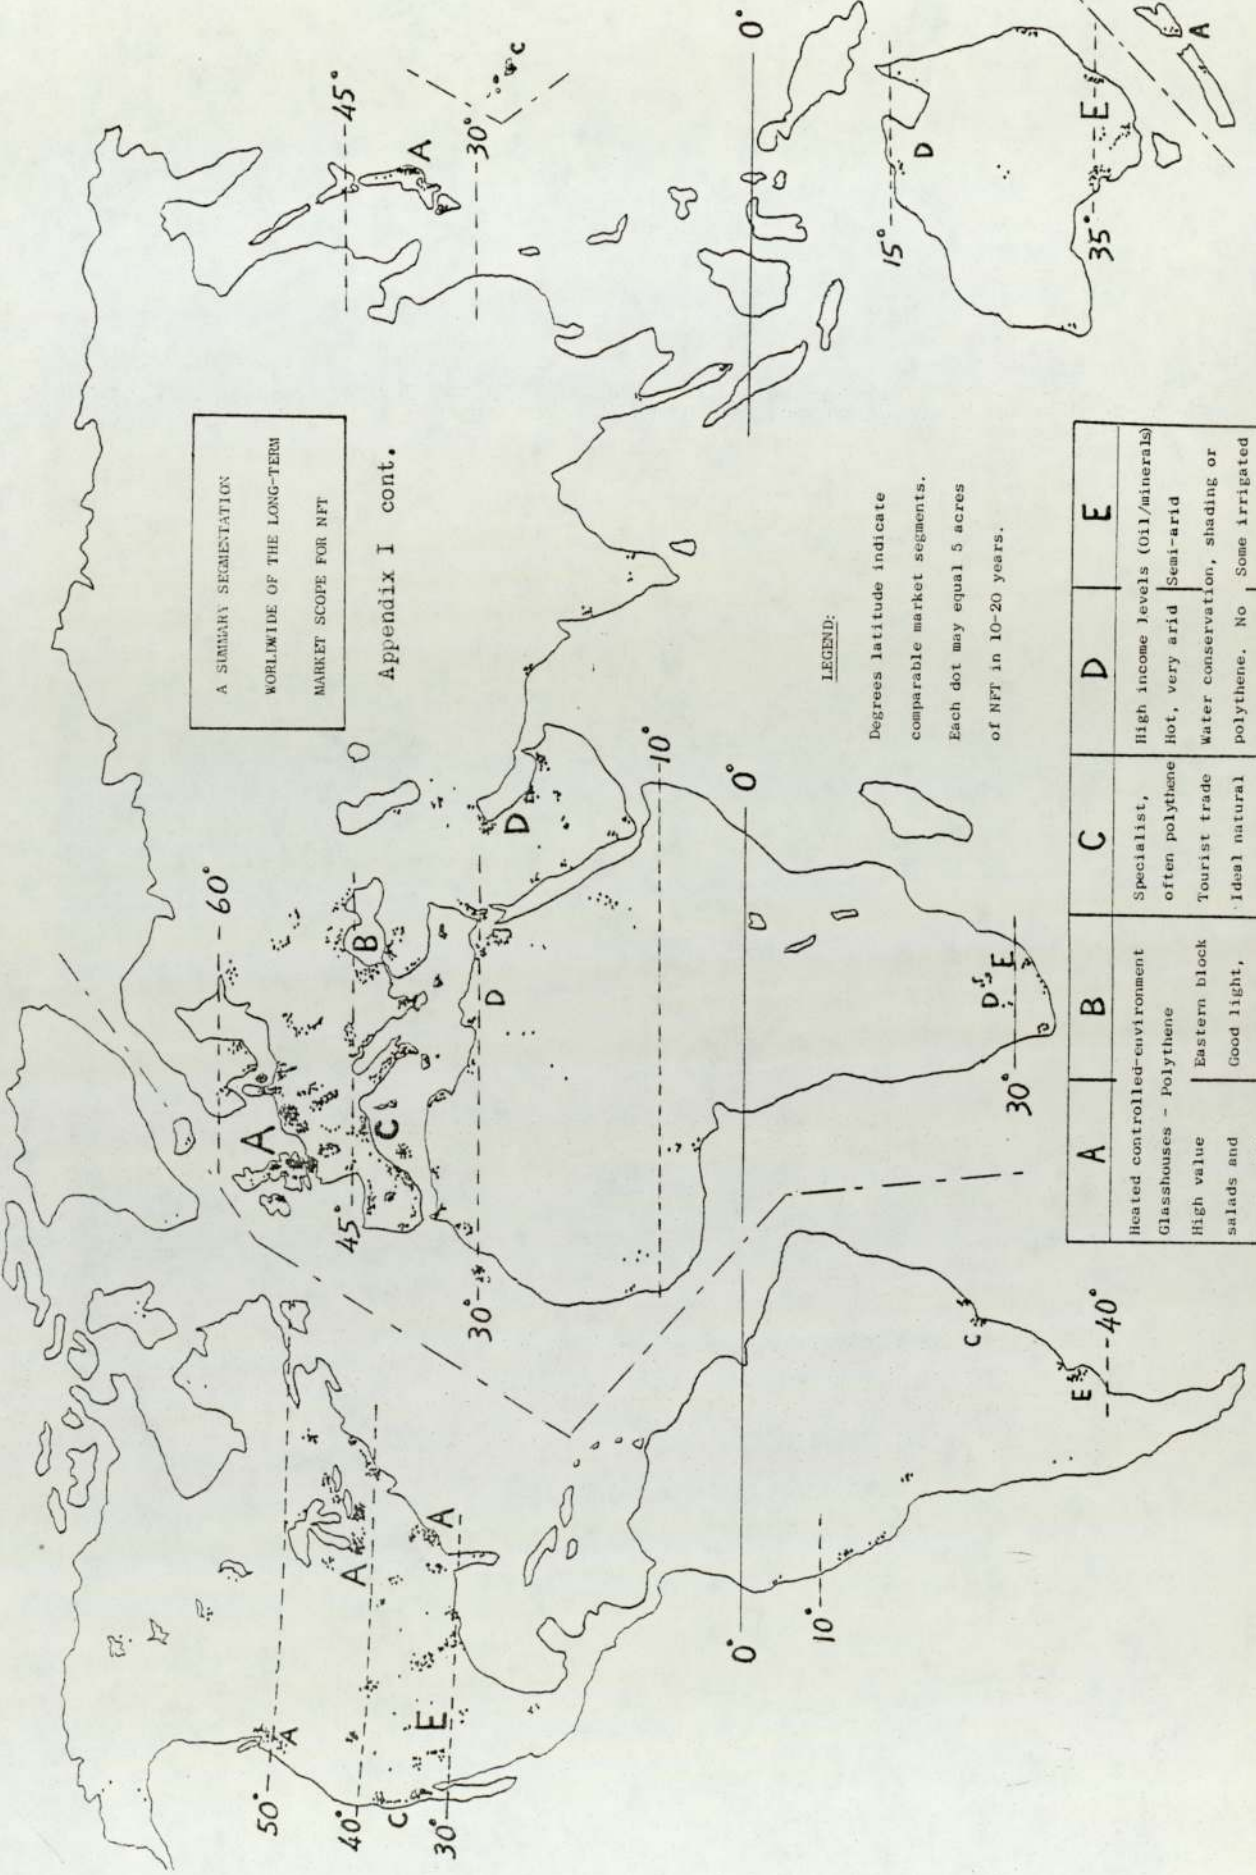 A SUMMARY SEGMENTATION
WORLDWIDE OF THE LONG-TERM
MARKET SCOPE FOR NFT
Appendix I cont.
LEGEND:
Degrees latitude indicate
comparable market segments.
Each dot may equal 5 acres
of NFT in 10-20 years.
A B C D E
Heated controlled-environment Specialist, High income levels (Oil/minerals)
Glasshouses - Polythene often polythene Hot, very arid Semi-arid
High value Eastern block Tourist trade Water conservation, shading or
salads and Good light, Ideal natural polythene. No Some irrigated
50°
40°
30°
A
C
E
A
A
0°
10°
C
E
40°
60°
45°
30°
A
B
C
D
D
10°
0°
D
E
30°
45°
30°
A
C
0°
15°
35°
D
E
A